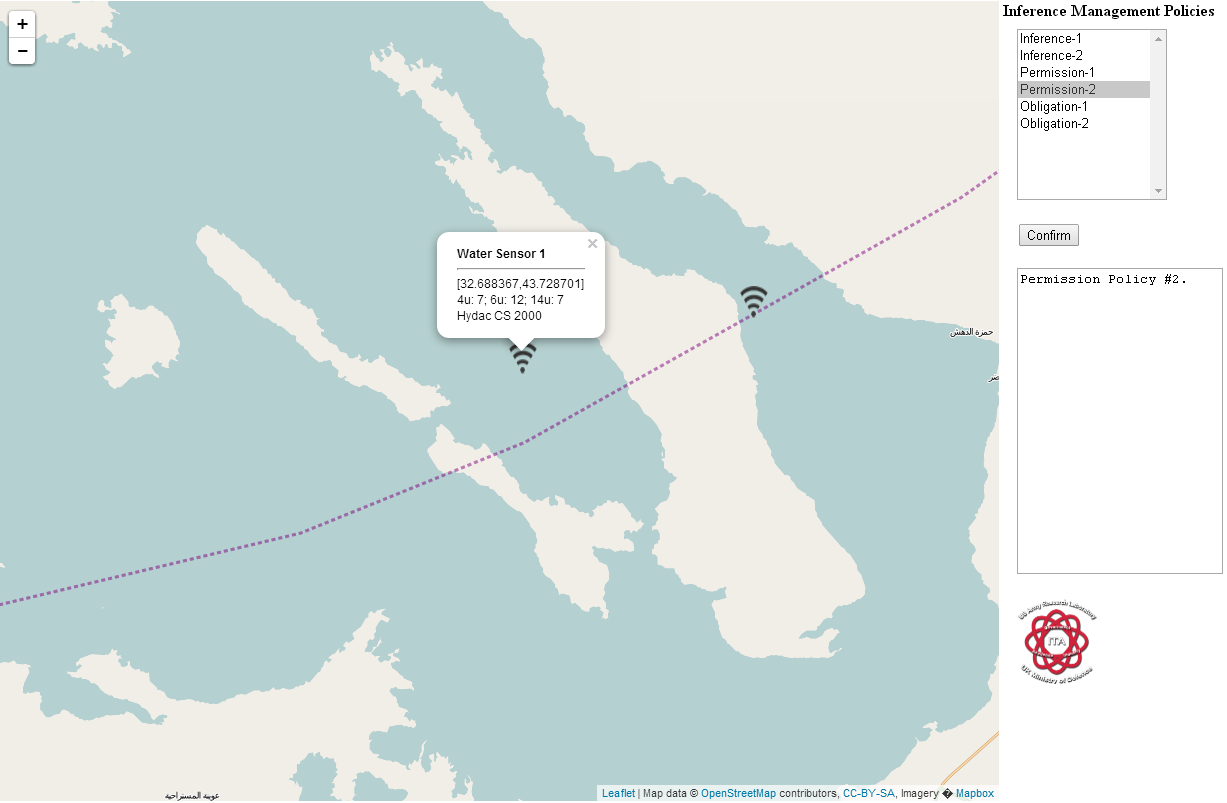 +
−
Inference Management Policies
Inference-1
Inference-2
Permission-1
Permission-2
Obligation-1
Obligation-2
Confirm
Water Sensor 1
×
[32.688367,43.728701]
4u: 7; 6u: 12; 14u: 7
Hydac CS 2000
Permission Policy #2.
حمزة الدهش
صر
US Army Research Laboratory
ITA
UK Ministry of Defence
عوينة المستراحية
Leaflet | Map data © OpenStreetMap contributors, CC-BY-SA, Imagery � Mapbox